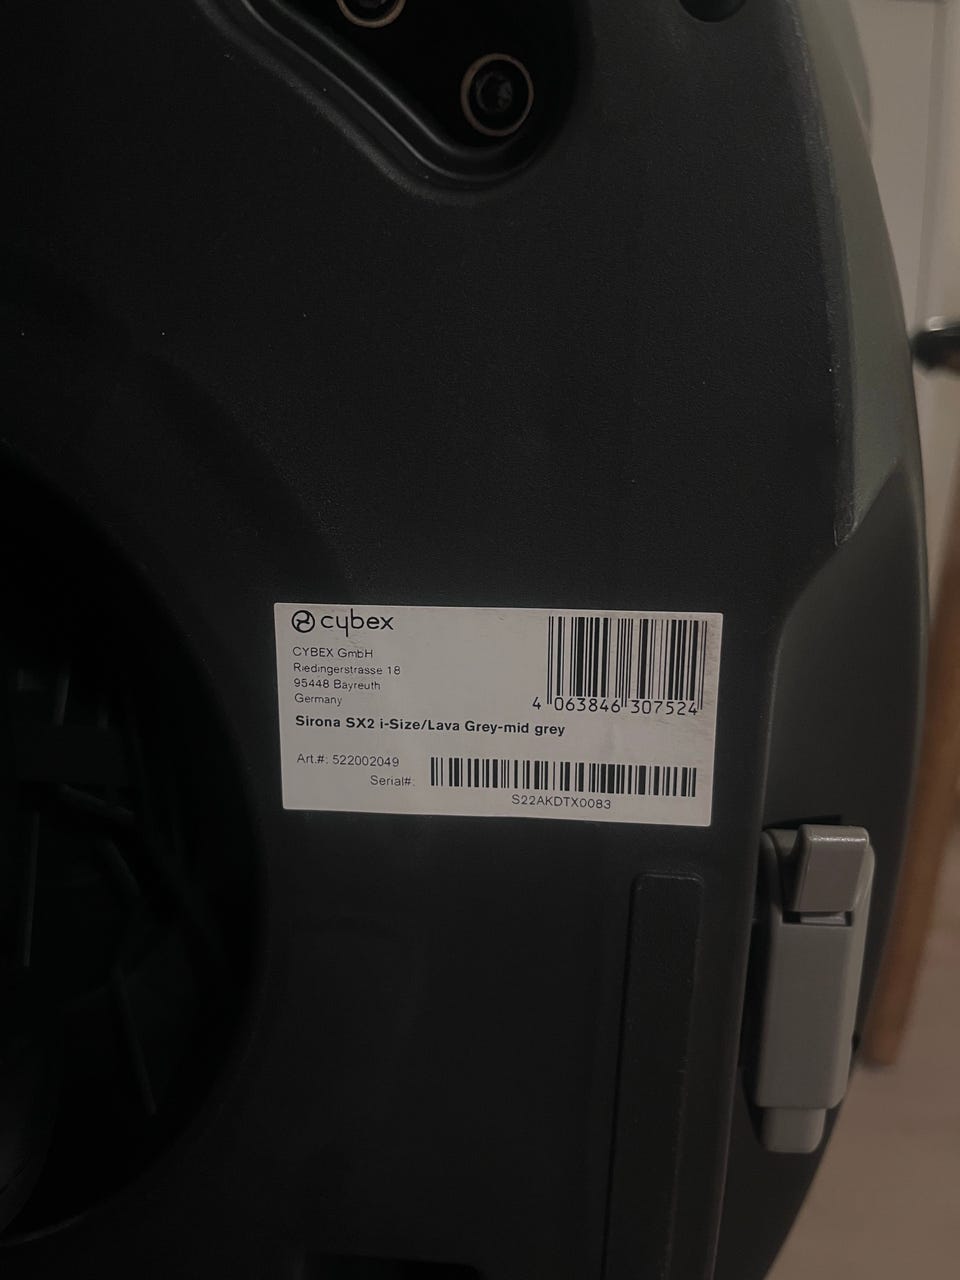 cybex
CYBEX GmbH
Riedingerstrasse 18
95448 Bayreuth
Germany
4 063846 307524
Sirona SX2 i-Size/Lava Grey-mid grey
Art.#: 522002049
Serial#:
S22AKDTX0083